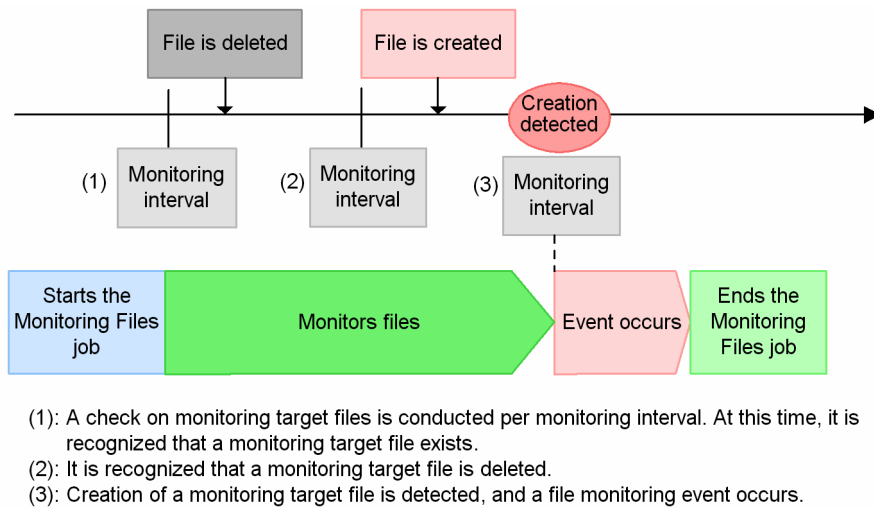 File is deleted
File is created
Creation
detected
(1)
Monitoring
interval
(2)
Monitoring
interval
(3)
Monitoring
interval
Starts the
Monitoring Files
job
Monitors files
Event occurs
Ends the
Monitoring
Files job
(1): A check on monitoring target files is conducted per monitoring interval. At this time, it is
recognized that a monitoring target file exists.
(2): It is recognized that a monitoring target file is deleted.
(3): Creation of a monitoring target file is detected, and a file monitoring event occurs.